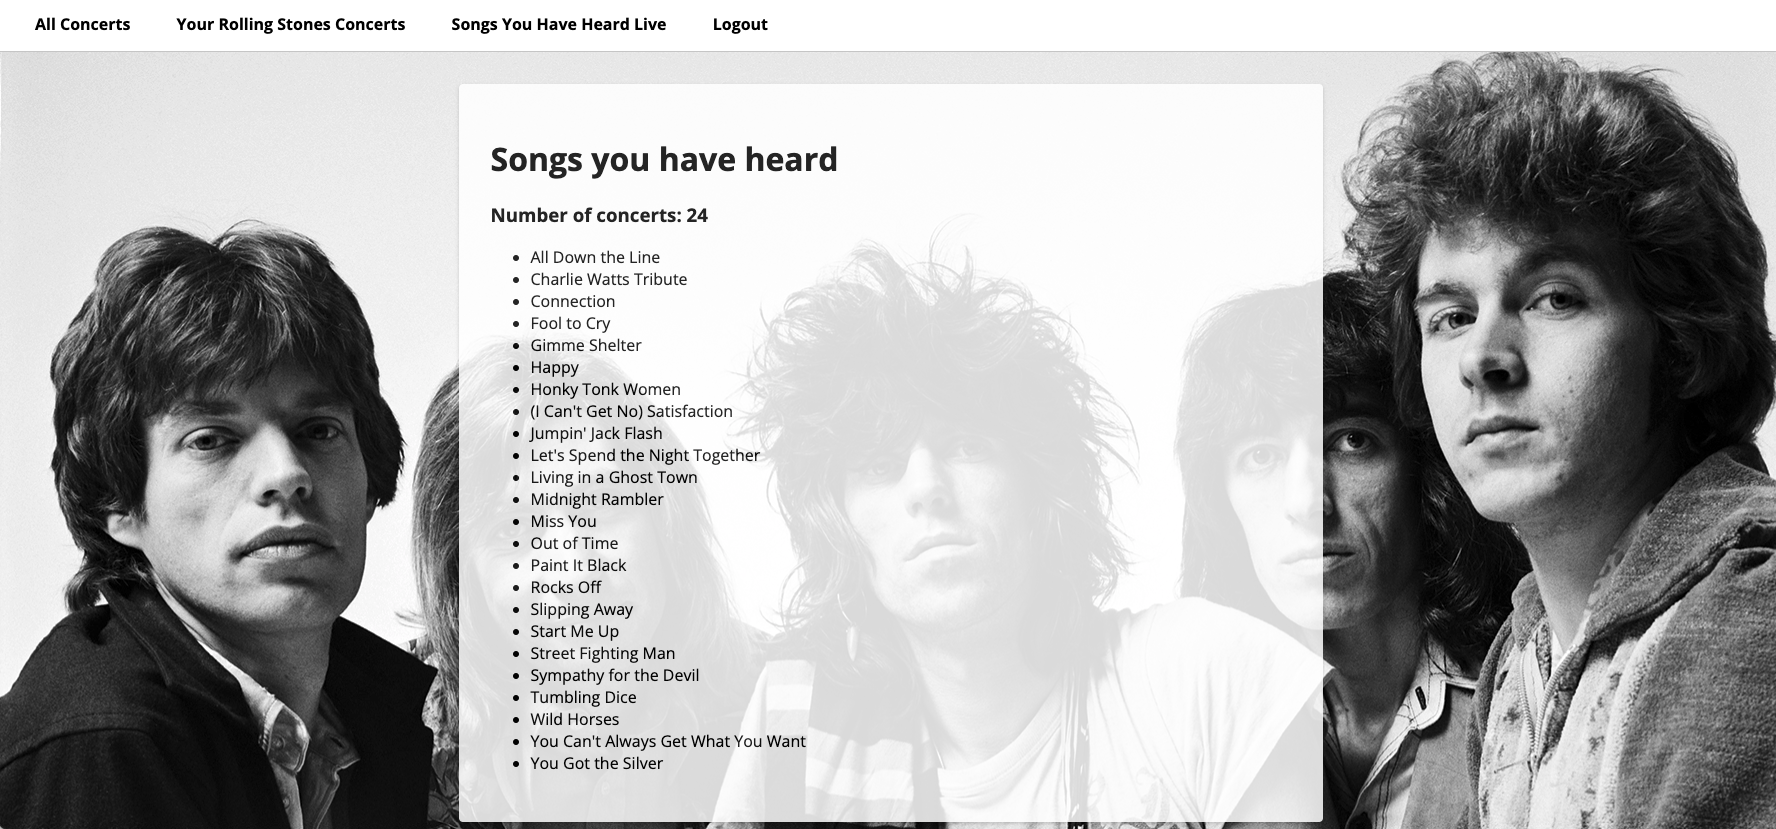 All Concerts Your Rolling Stones Concerts Songs You Have Heard Live Logout
Songs you have heard
Number of concerts: 24
All Down the Line
Charlie Watts Tribute
Connection
Fool to Cry
Gimme Shelter
Happy
Honky Tonk Women
(I Can't Get No) Satisfaction
Jumpin' Jack Flash
Let's Spend the Night Together
Living in a Ghost Town
Midnight Rambler
Miss You
Out of Time
Paint It Black
Rocks Off
Slipping Away
Start Me Up
Street Fighting Man
Sympathy for the Devil
Tumbling Dice
Wild Horses
You Can't Always Get What You Want
You Got the Silver